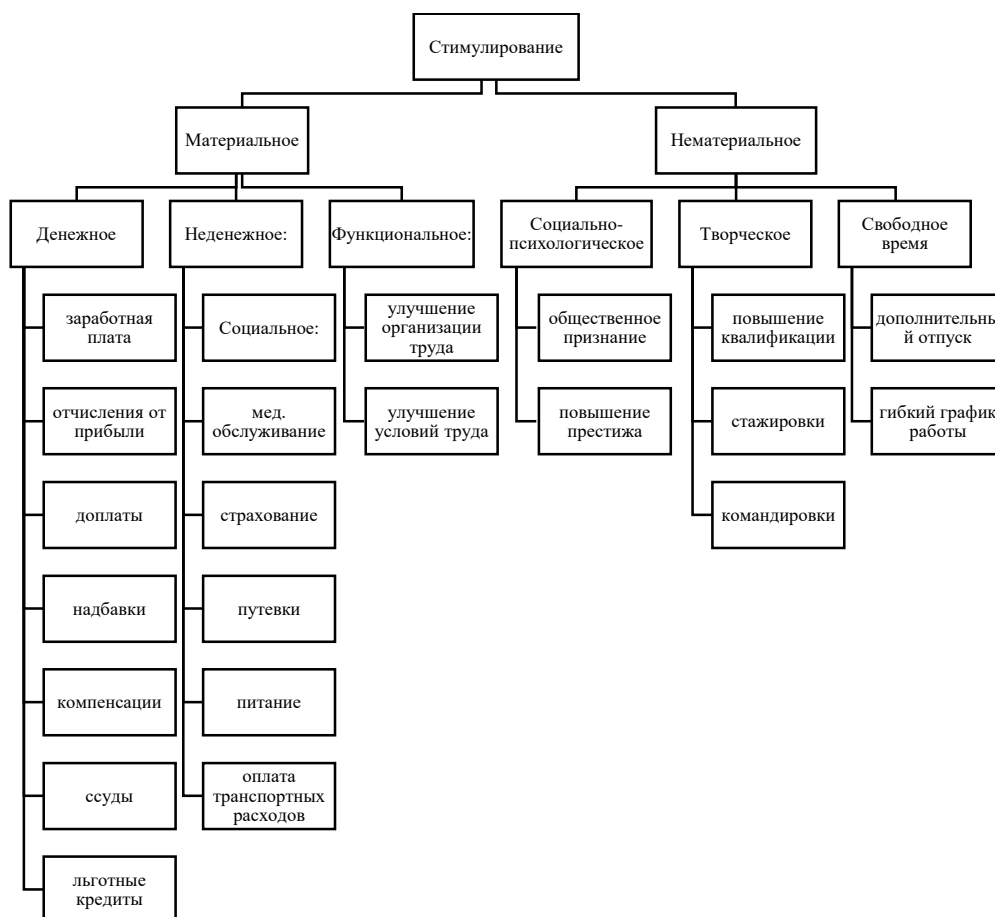 Стимулирование
Материальное
Нематериальное
Денежное
Неденежное:
Функциональное:
Социально-
психологическое
Творческое
Свободное
время
заработная
плата
отчисления от
прибыли
доплаты
надбавки
компенсации
ссуды
льготные
кредиты
Социальное:
мед.
обслуживание
страхование
путевки
питание
оплата
транспортных
расходов
улучшение
организации
труда
улучшение
условий труда
общественное
признание
повышение
престижа
повышение
квалификации
стажировки
командировки
дополнительны
й отпуск
гибкий график
работы